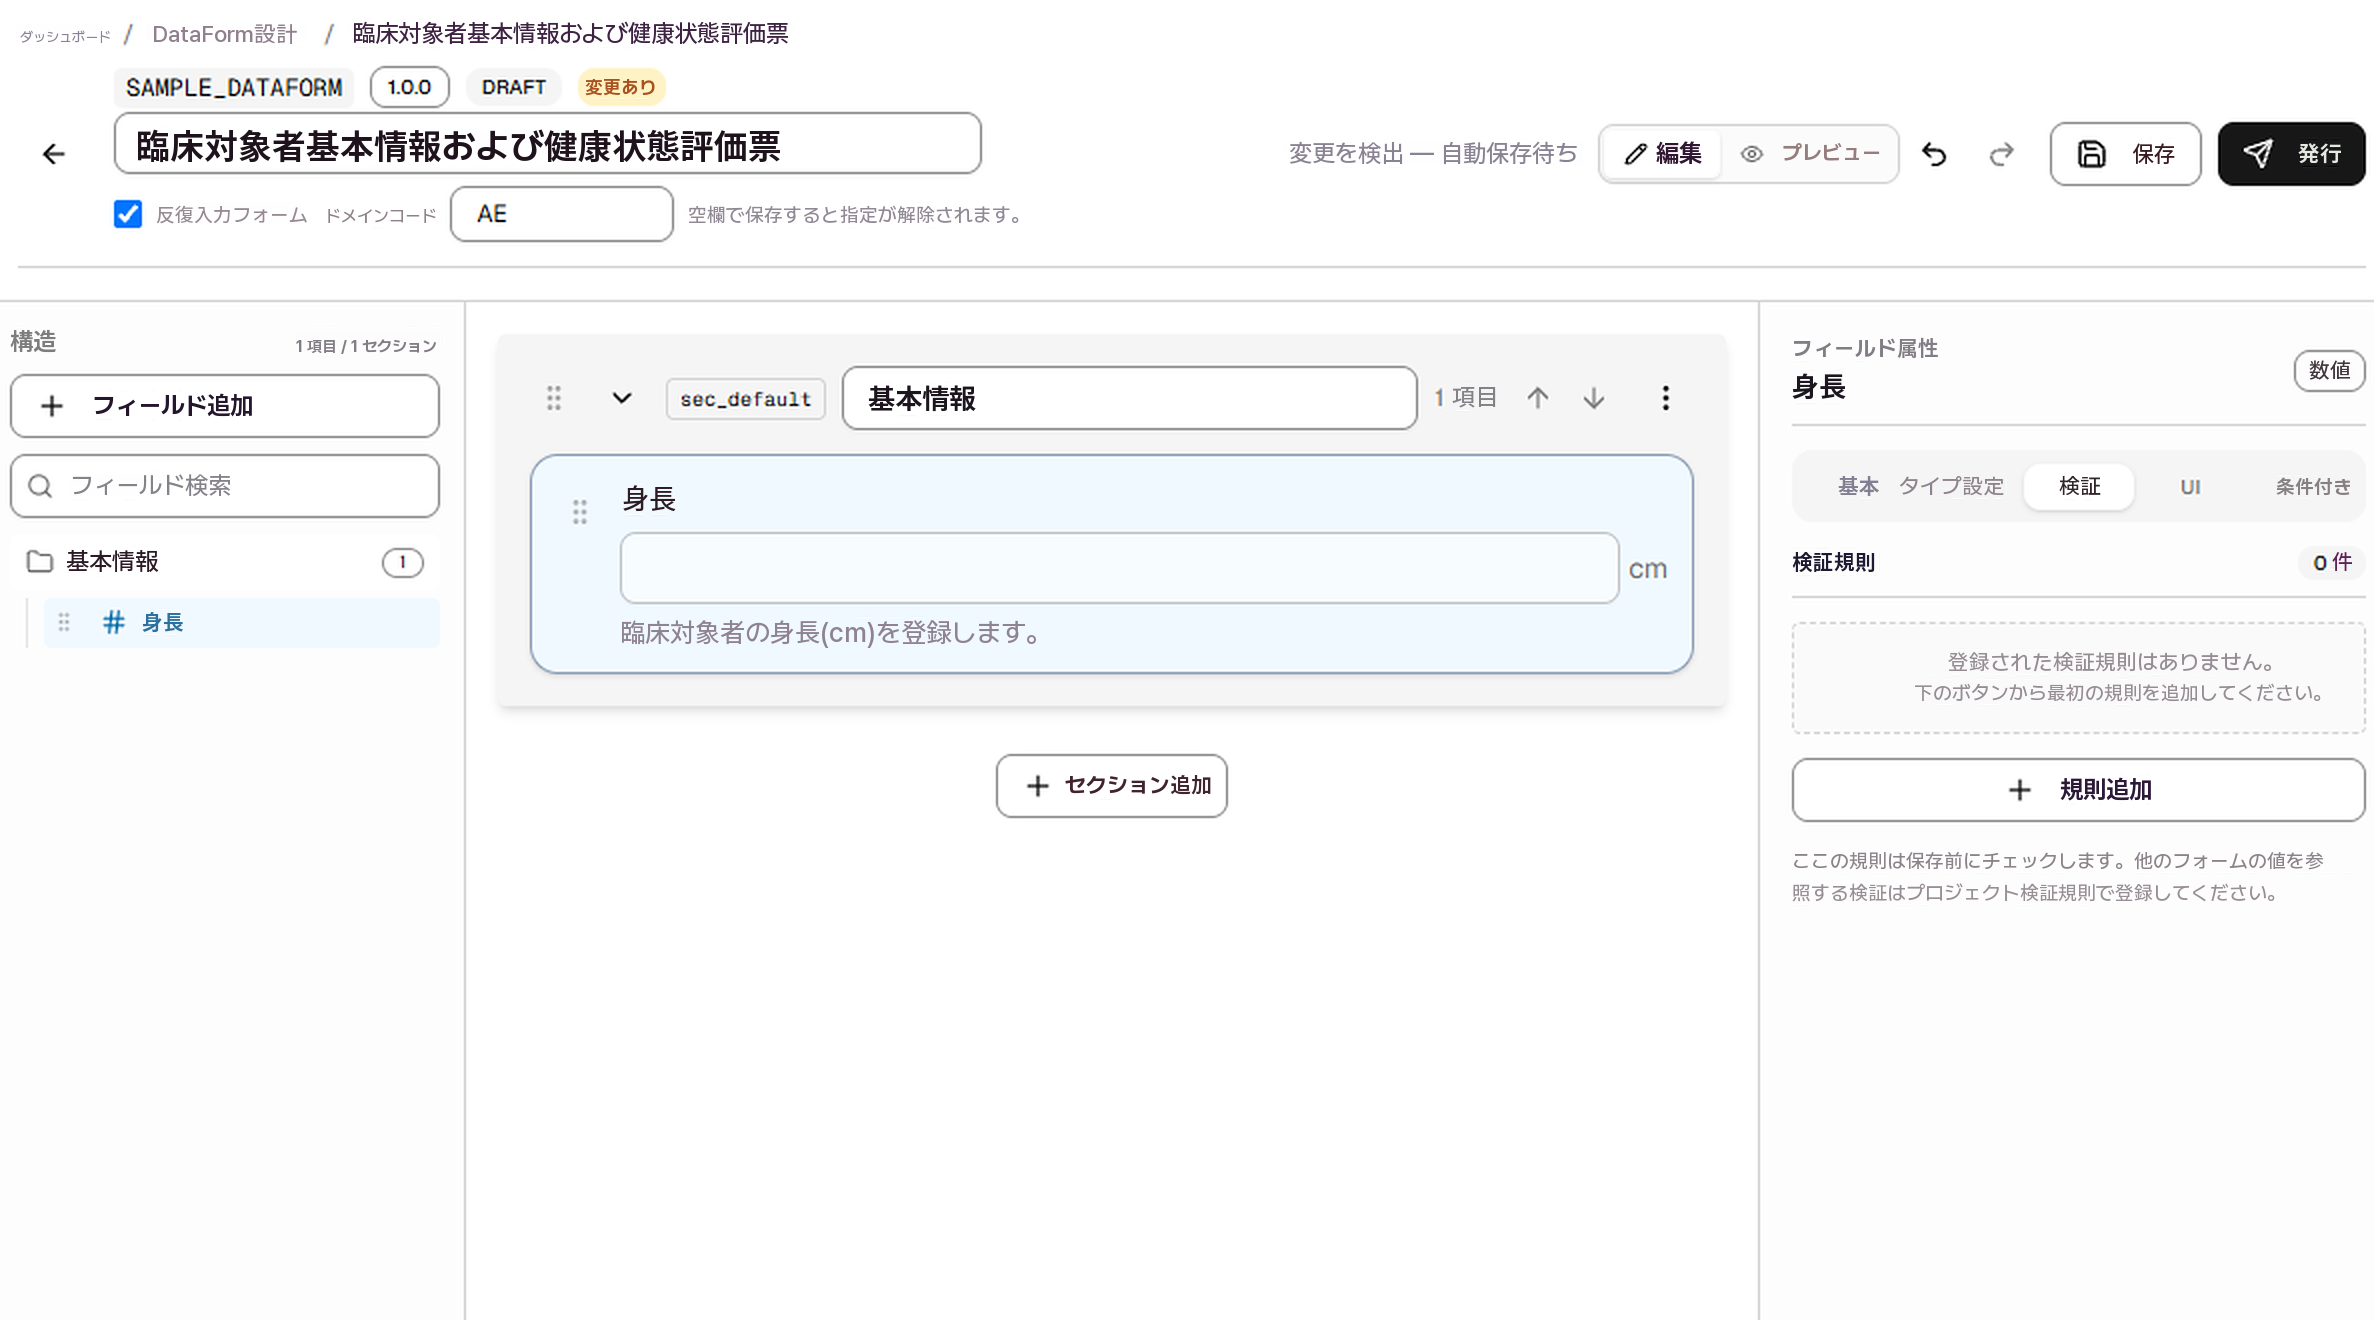 ダッシュボード / DataForm設計 / 臨床対象者基本情報および健康状態評価票
SAMPLE_DATAFORM 1.0.0 DRAFT 変更あり
臨床対象者基本情報および健康状態評価票
変更を検出 — 自動保存待ち 編集 プレビュー 保存 発行
反復入力フォーム ドメインコード AE 空欄で保存すると指定が解除されます。
構造 1 項目 / 1 セクション
フィールド追加
フィールド検索
基本情報 1
身長
sec_default 基本情報 1 項目
身長
cm
臨床対象者の身長(cm)を登録します。
セクション追加
フィールド属性
身長
数値
基本 タイプ設定 検証 UI 条件付き
検証規則 0 件
登録された検証規則はありません。
下のボタンから最初の規則を追加してください。
規則追加
ここの規則は保存前にチェックします。他のフォームの値を参
照する検証はプロジェクト検証規則で登録してください。